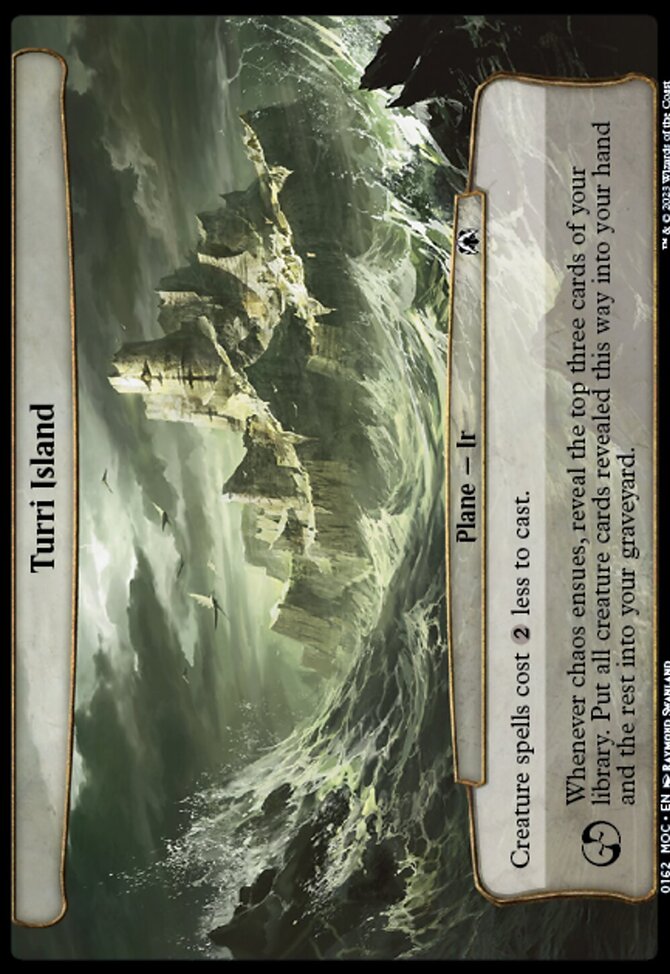 Turri Island
Plane — Ir
Creature spells cost 2 less to cast.
Whenever chaos ensues, reveal the top three cards of your
library. Put all creature cards revealed this way into your hand
and the rest into your graveyard.
0162 MOC • EN RAYMOND SWANLAND
™ & © 2023 Wizards of the Coast